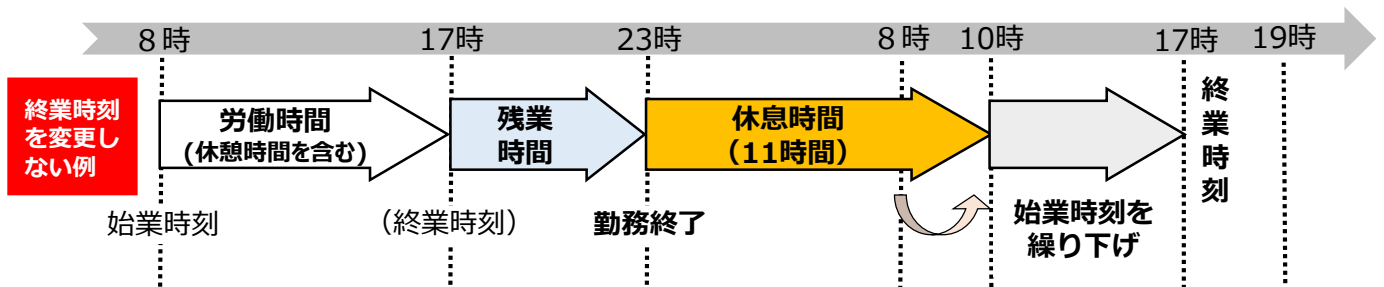 8時 17時 23時 8時 10時 17時 19時
終業時刻
を変更し
ない例
労働時間
(休憩時間を含む)
残業
時間
休息時間
（11時間）
終業時刻
始業時刻
（終業時刻）
勤務終了
始業時刻を
繰り下げ